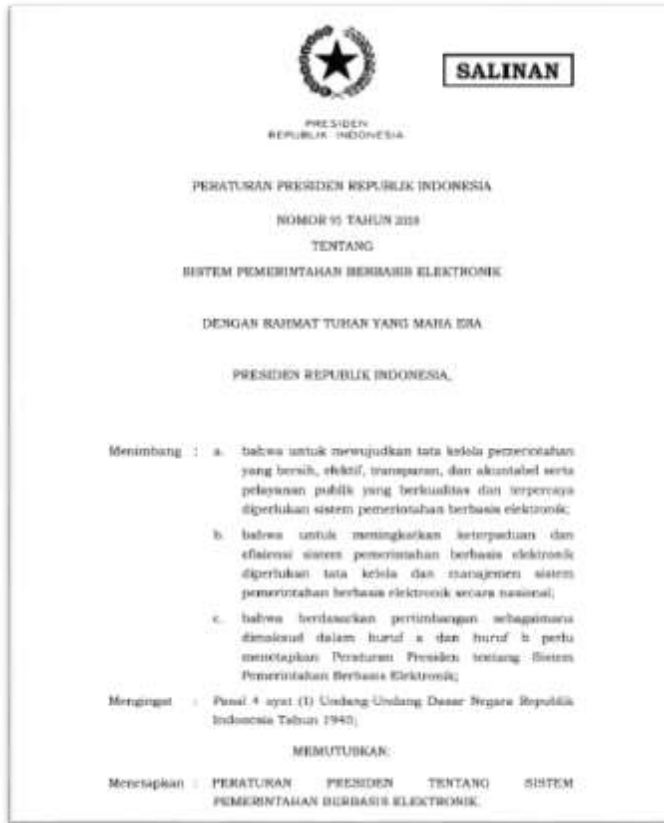 SALINAN
PRESIDEN
REPUBLIK INDONESIA
PERATURAN PRESIDEN REPUBLIK INDONESIA
NOMOR 95 TAHUN 2018
TENTANG
SISTEM PEMERINTAHAN BERBASIS ELEKTRONIK
DENGAN RAHMAT TUHAN YANG MAHA ESA
PRESIDEN REPUBLIK INDONESIA,
Menimbang : a. bahwa untuk mewujudkan tata kelola pemerintahan
yang bersih, efektif, transparan, dan akuntabel serta
pelayanan publik yang berkualitas dan terpercaya
diperlukan sistem pemerintahan berbasis elektronik;
b. bahwa untuk meningkatkan keterpaduan dan
efisiensi sistem pemerintahan berbasis elektronik
diperlukan tata kelola dan manajemen sistem
pemerintahan berbasis elektronik secara nasional;
c. bahwa berdasarkan pertimbangan sebagaimana
dimaksud dalam huruf a dan huruf b perlu
menetapkan Peraturan Presiden tentang Sistem
Pemerintahan Berbasis Elektronik;
Mengingat : Pasal 4 ayat (1) Undang-Undang Dasar Negara Republik
Indonesia Tahun 1945;
MEMUTUSKAN:
Menetapkan : PERATURAN PRESIDEN TENTANG SISTEM
PEMERINTAHAN BERBASIS ELEKTRONIK.